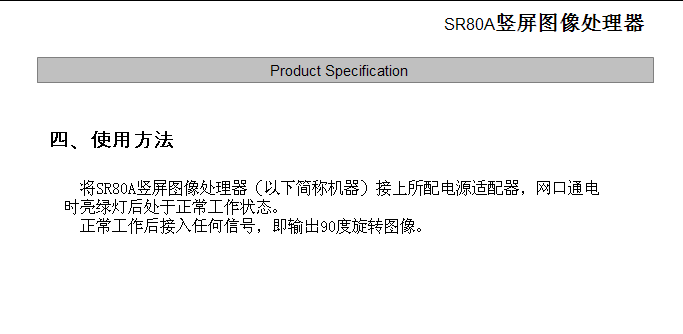 SR80A竖屏图像处理器
Product Specification
四、使用方法
将SR80A竖屏图像处理器（以下简称机器）接上所配电源适配器，网口通电
时亮绿灯后处于正常工作状态。
正常工作后接入任何信号，即输出90度旋转图像。